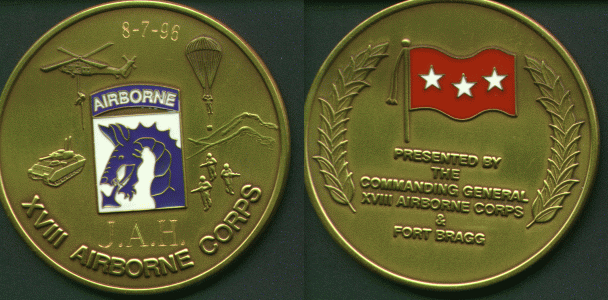 8-7-96
AIRBORNE
J.A.H.
XVIII AIRBORNE CORPS
PRESENTED BY
THE
COMMANDING GENERAL
XVIII AIRBORNE CORPS
&
FORT BRAGG